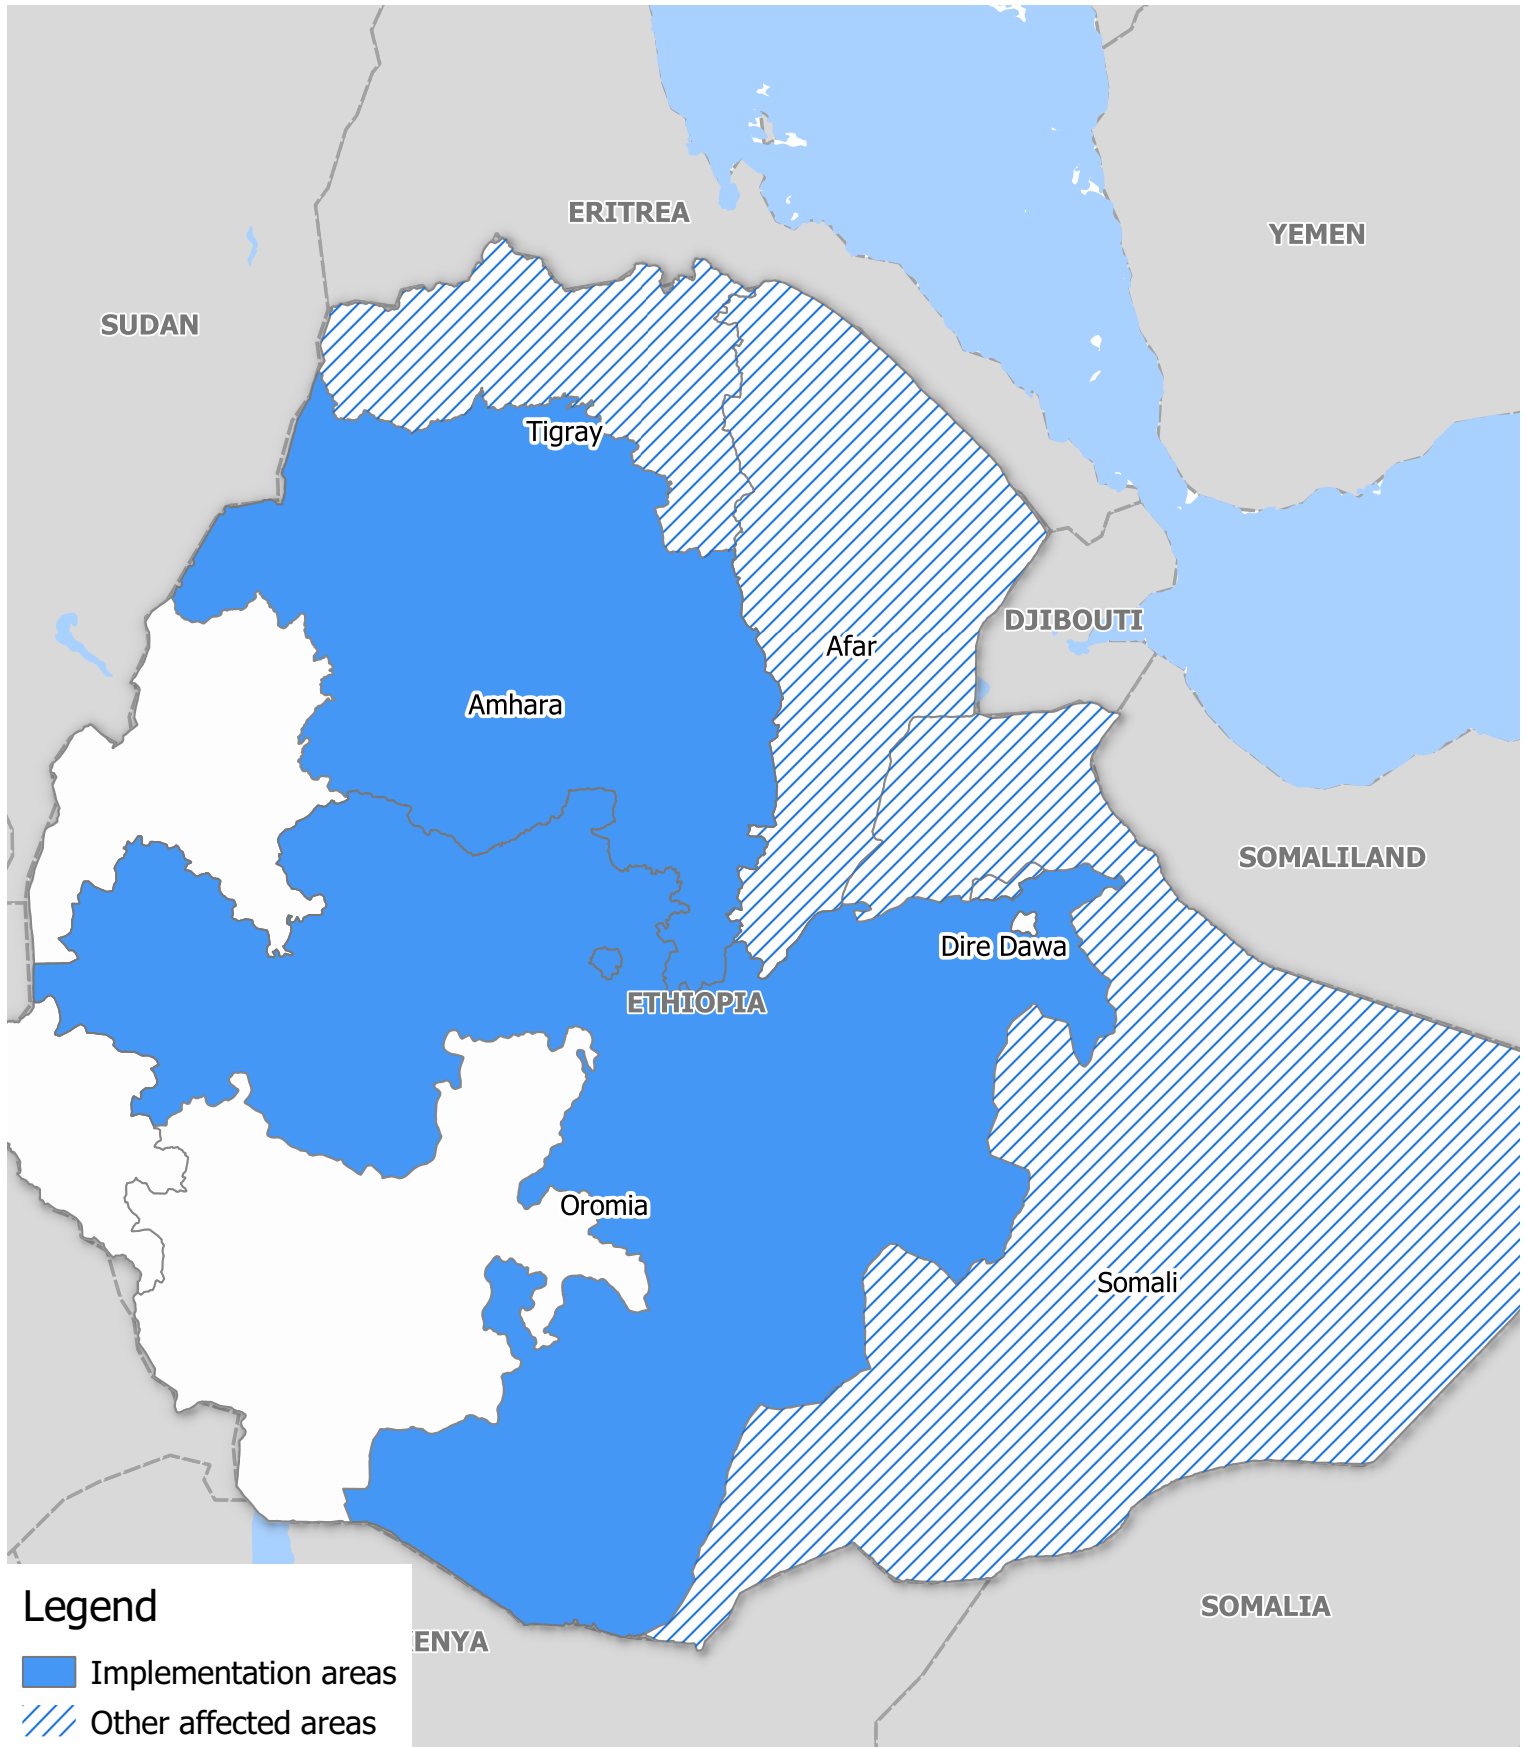 ERITREA
YEMEN
SUDAN
Tigray
DJIBOUTI
Afar
Amhara
SOMALILAND
Dire Dawa
ETHIOPIA
Oromia
Somali
SOMALIA
ENYA
Legend
Implementation areas
Other affected areas